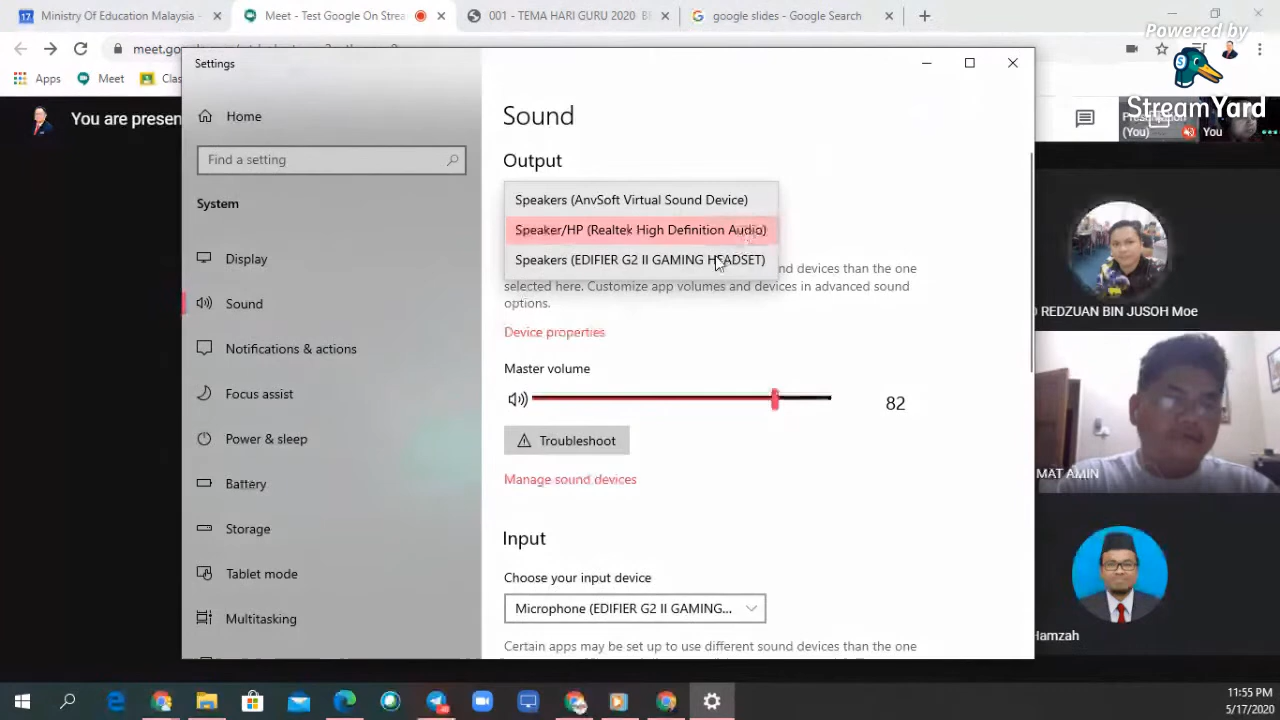 Ministry Of Education Malaysia -
Meet - Test Google On Strea
001 - TEMA HARI GURU 2020
google slides - Google Search
meet.go
Apps
Meet
Clas
Powered by
StreamYard
You are presen
Presentation
(You)
You
Settings
Home
Find a setting
System
Display
Sound
Notifications & actions
Focus assist
Power & sleep
Battery
Storage
Tablet mode
Multitasking
Sound
Output
Speakers (AnvSoft Virtual Sound Device)
Speaker/HP (Realtek High Definition Audio)
Speakers (EDIFIER G2 II GAMING HEADSET)
nd devices than the one
selected here. Customize app volumes and devices in advanced sound
options.
Device properties
Master volume
82
Troubleshoot
Manage sound devices
Input
Choose your input device
Microphone (EDIFIER G2 II GAMING...
Certain apps may be set up to use different sound devices than the one
REDZUAN BIN JUSOH Moe
MAT AMIN
Hamzah
11:55 PM
5/17/2020